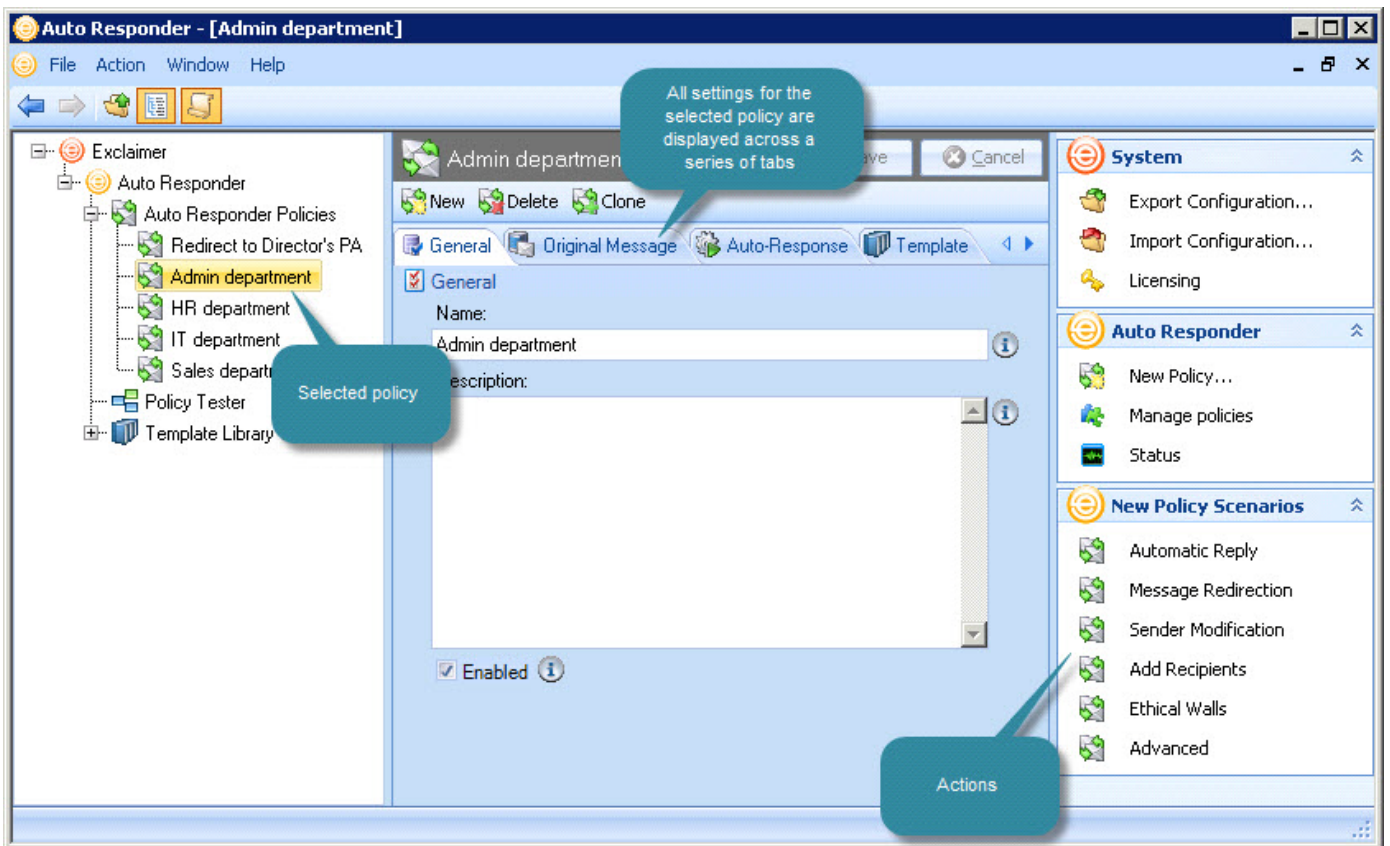 Auto Responder - [Admin department]
File Action Window Help
Exclaimer
Auto Responder
Auto Responder Policies
Redirect to Director's PA
Admin department
HR department
IT department
Sales
Policy Tester
Template Library
Selected policy
All settings for the
selected policy are
displayed across a
series of tabs
Admin
Cancel
New Delete Clone
General Original Message Auto-Response Template
General
Name:
Admin department
Enabled
System
Export Configuration...
Import Configuration...
Licensing
Auto Responder
New Policy...
Manage policies
Status
New Policy Scenarios
Automatic Reply
Message Redirection
Sender Modification
Add Recipients
Ethical Walls
Advanced
Actions